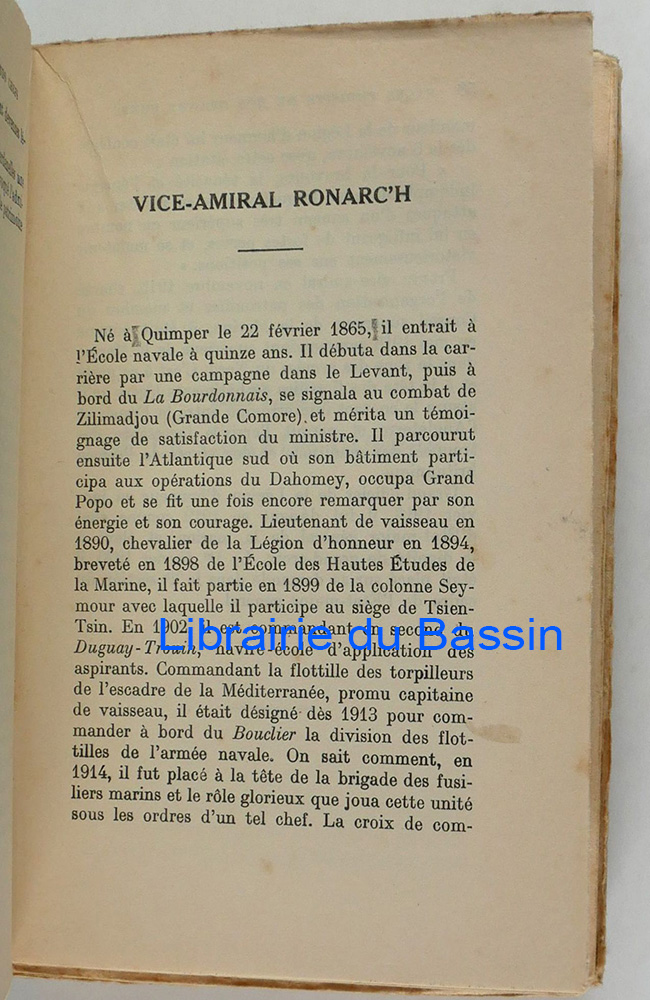 VICE-AMIRAL RONARC'H
Né à Quimper le 22 février 1865, il entrait à
l'École navale à quinze ans. Il débuta dans la car-
rière par une campagne dans le Levant, puis à
bord du La Bourdonnais, se signala au combat de
Zilimadjou (Grande Comore), et mérita un témoi-
gnage de satisfaction du ministre. Il parcourut
ensuite l'Atlantique sud où son bâtiment parti-
cipa aux opérations du Dahomey, occupa Grand
Popo et se fit une fois encore remarquer par son
énergie et son courage. Lieutenant de vaisseau en
1890, chevalier de la Légion d'honneur en 1894,
breveté en 1898 de l'École des Hautes Études de
la Marine, il fait partie en 1899 de la colonne Sey-
mour avec laquelle il participe au siège de Tsien-
Tsin. En 1902, il est commandant en second du
Librairie du Bassin
Duguay-Trouin, navire-école d'application des
aspirants. Commandant la flottille des torpilleurs
de l'escadre de la Méditerranée, promu capitaine
de vaisseau, il était désigné dès 1913 pour com-
mander à bord du Bouclier la division des flot-
tilles de l'armée navale. On sait comment, en
1914, il fut placé à la tête de la brigade des fusi-
liers marins et le rôle glorieux que joua cette unité
sous les ordres d'un tel chef. La croix de com-